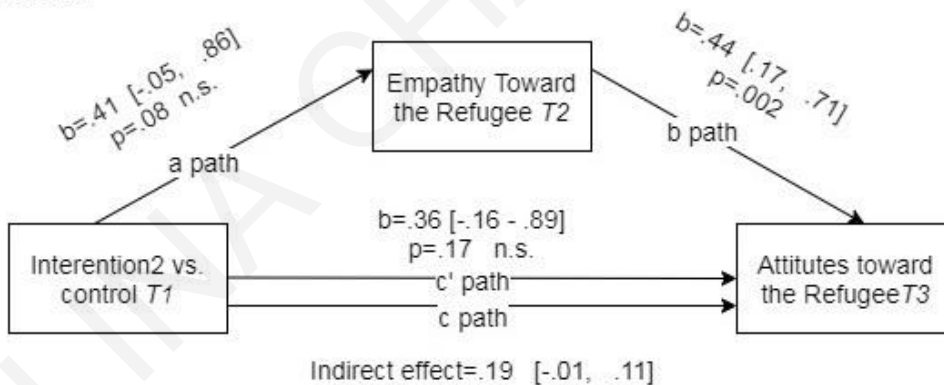 b=.41 [-.05, .86]
p=.08 n.s.
a path
Empathy Toward
the Refugee T2
b=.44 [.17, .71]
p=.002
b path
Interention2 vs.
control T1
b=.36 [-.16 - .89]
p=.17 n.s.
c' path
c path
Attitutes toward
the RefugeeT3
Indirect effect=.19 [-.01, .11]